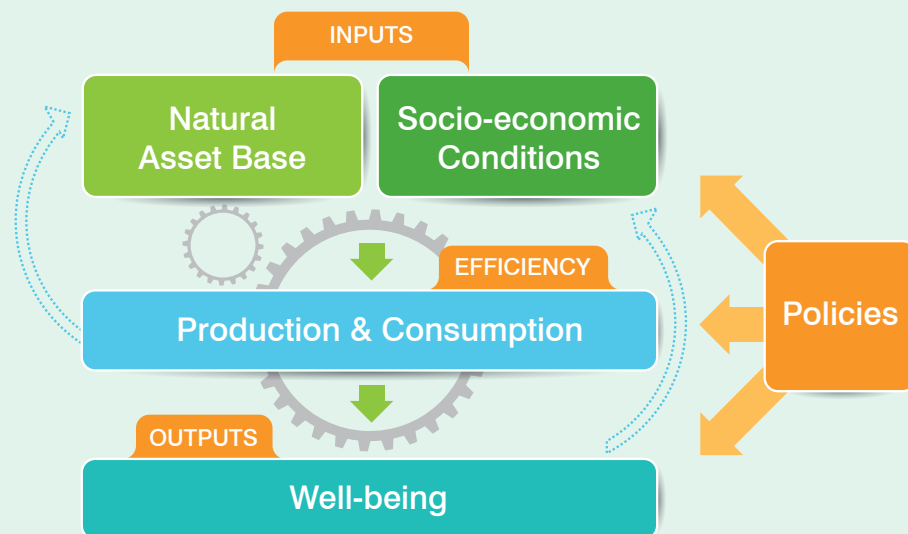 INPUTS
Natural
Asset Base
Socio-economic
Conditions
EFFICIENCY
Production & Consumption
Policies
OUTPUTS
Well-being